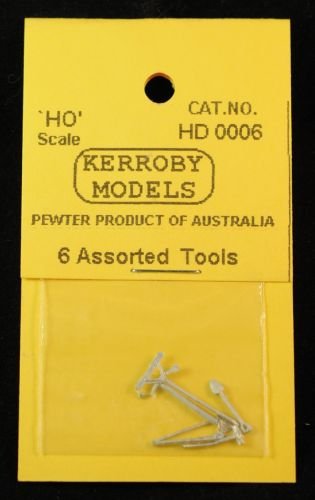 `HO'
Scale
CAT.NO.
HD 0006
KERROBY
MODELS
PEWTER PRODUCT OF AUSTRALIA
6 Assorted Tools